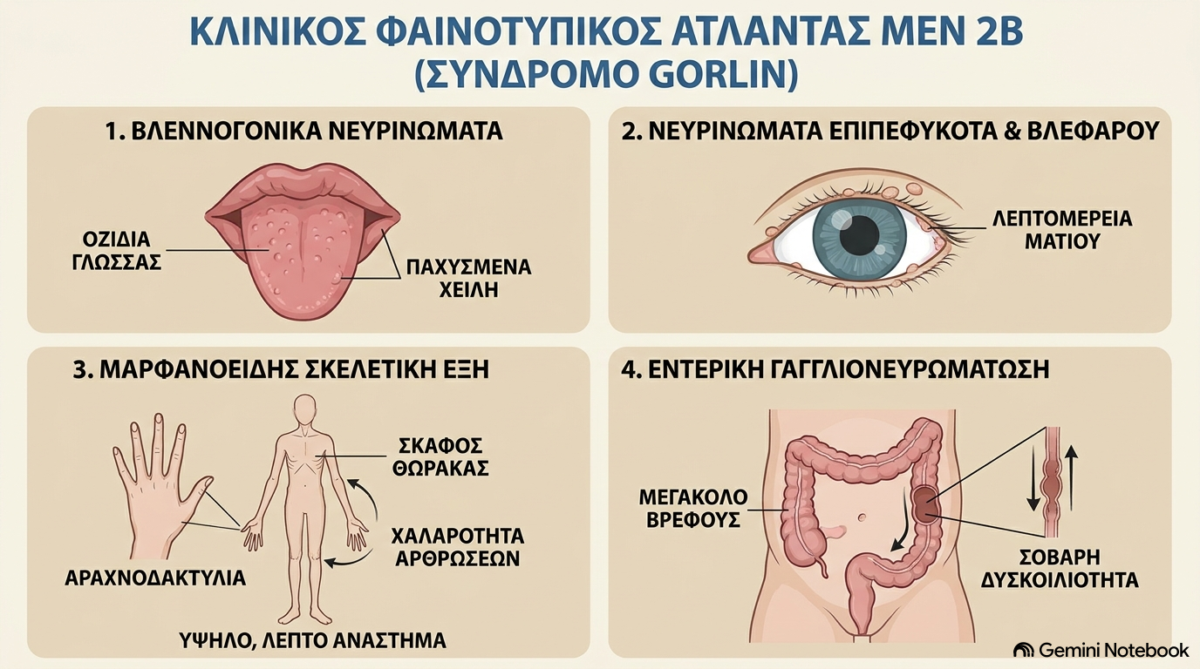 ΚΛΙΝΙΚΟΣ ΦΑΙΝΟΤΥΠΙΚΟΣ ΑΤΛΑΝΤΑΣ MEN 2B
(ΣΥΝΔΡΟΜΟ GORLIN)
1. ΒΛΕΝΝΟΓΟΝΙΚΑ ΝΕΥΡΙΝΩΜΑΤΑ
ΟΖΙΔΙΑ
ΓΛΩΣΣΑΣ
ΠΑΧΥΣΜΕΝΑ
ΧΕΙΛΗ
2. ΝΕΥΡΙΝΩΜΑΤΑ ΕΠΙΠΕΦΥΚΟΤΑ & ΒΛΕΦΑΡΟΥ
ΛΕΠΤΟΜΕΡΕΙΑ
ΜΑΤΙΟΥ
3. ΜΑΡΦΑΝΟΕΙΔΗΣ ΣΚΕΛΕΤΙΚΗ ΕΞΗ
ΣΚΑΦΟΣ
ΘΩΡΑΚΑΣ
ΧΑΛΑΡΟΤΗΤΑ
ΑΡΘΡΩΣΕΩΝ
ΑΡΑΧΝΟΔΑΚΤΥΛΙΑ
ΥΨΗΛΟ, ΛΕΠΤΟ ΑΝΑΣΤΗΜΑ
4. ΕΝΤΕΡΙΚΗ ΓΑΓΓΛΙΟΝΕΥΡΩΜΑΤΩΣΗ
ΜΕΓΑΚΟΛΟ
ΒΡΕΦΟΥΣ
ΣΟΒΑΡΗ
ΔΥΣΚΟΙΛΙΟΤΗΤΑ
Gemini Notebook